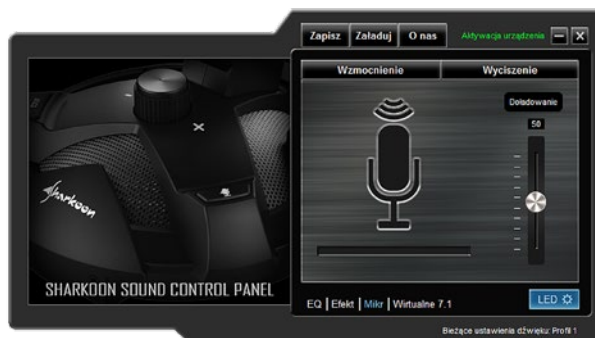 Zapisz Załaduj O nas Aktywacja urządzenia
Wzmocnienie Wyciszenie
Doładowanie
50
Sharkoon
SHARKOON SOUND CONTROL PANEL
EQ Efekt Mikr Wirtualne 7.1
LED
Bieżące ustawienia dźwięku: Profil 1